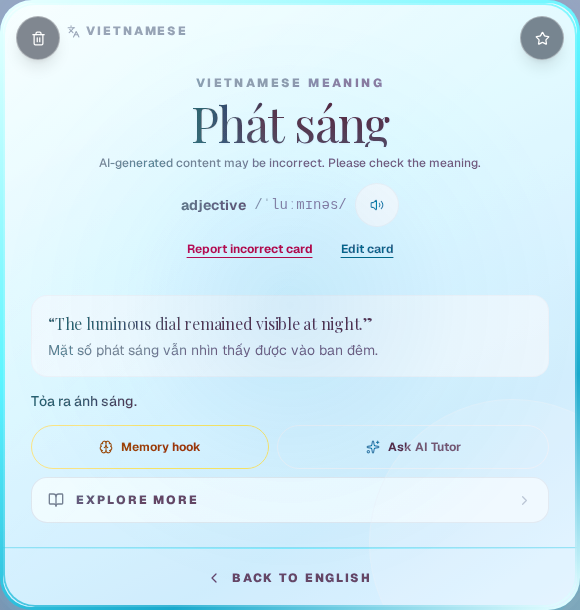 VIETNAMESE
VIETNAMESE MEANING
Phát sáng
AI-generated content may be incorrect. Please check the meaning.
adjective /ˈluːmɪnəs/
Report incorrect card Edit card
“The luminous dial remained visible at night.”
Mặt số phát sáng vẫn nhìn thấy được vào ban đêm.
Tỏa ra ánh sáng.
Memory hook Ask AI Tutor
EXPLORE MORE
BACK TO ENGLISH